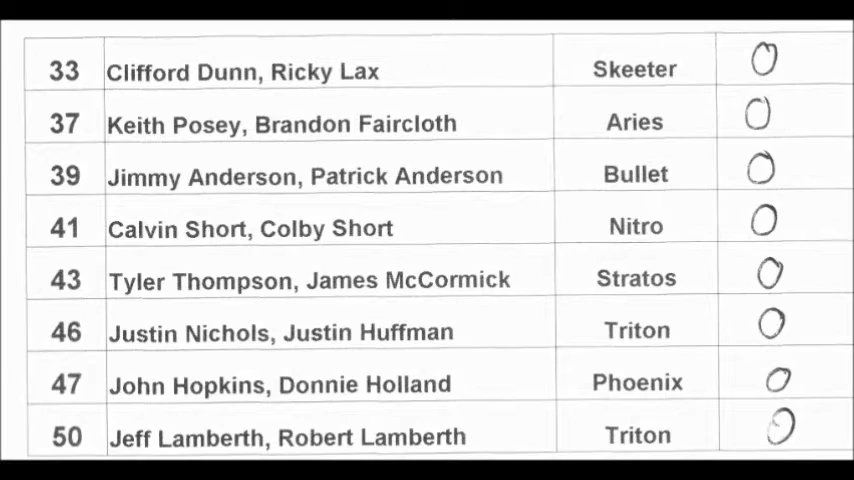 33 Clifford Dunn, Ricky Lax Skeeter 0
37 Keith Posey, Brandon Faircloth Aries 0
39 Jimmy Anderson, Patrick Anderson Bullet 0
41 Calvin Short, Colby Short Nitro 0
43 Tyler Thompson, James McCormick Stratos 0
46 Justin Nichols, Justin Huffman Triton 0
47 John Hopkins, Donnie Holland Phoenix 0
50 Jeff Lamberth, Robert Lamberth Triton 0